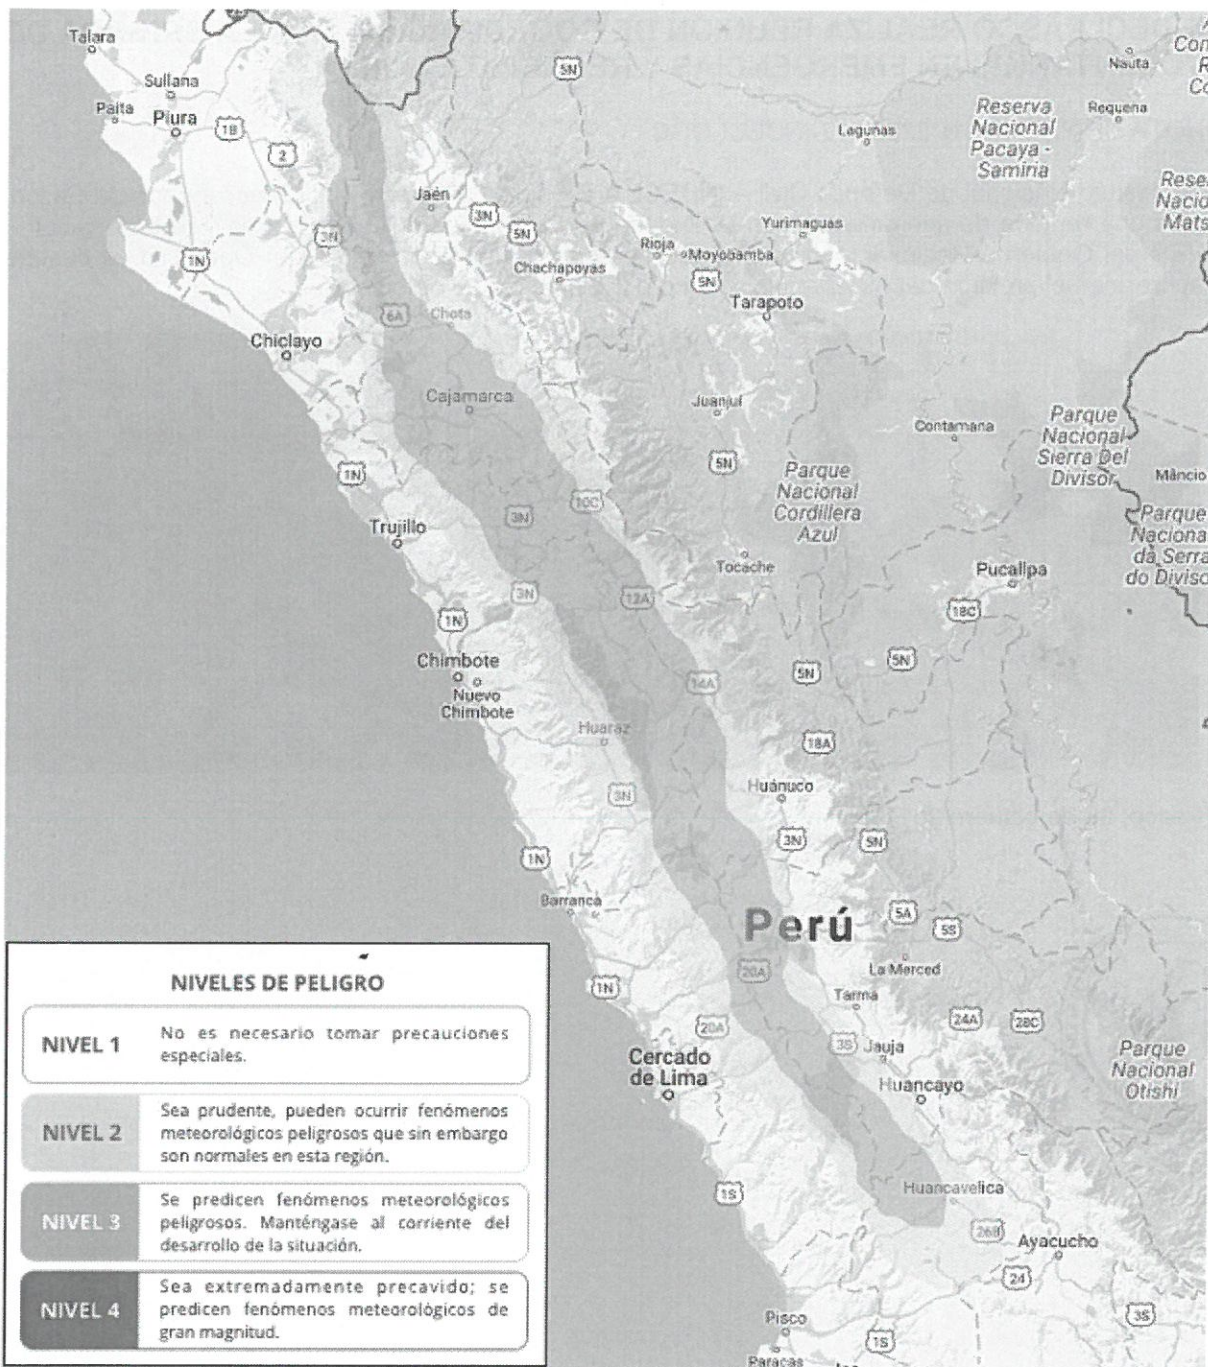 Talara
Sullana
Paita
Piura
1B
2
5N
Nauta
Requena
Reserva
Nacional
Pacaya -
Samiria
Lagunas
Jaén
3N
5N
3N
1N
Chachapoyas
Rioja
Moyobamba
Yurimaguas
5N
Tarapoto
6A
Chota
Chiclayo
Cajamarca
Juanjuí
Contamana
Parque
Nacional
Sierra Del
Divisor
Mâncio
1N
5N
Parque
Nacional
Cordillera
Azul
10C
3N
Trujillo
Tocache
Pucallpa
18C
3N
12A
1N
Chimbote
Nuevo
Chimbote
14A
5N
5N
Huaraz
18A
Huánuco
3N
3N
5N
1N
Barranca
Perú
5A
5S
20A
La Merced
Tarma
1N
20A
24A
28C
3S
Jauja
Cercado
de Lima
Huancayo
Parque
Nacional
Otishi
1S
Huancavelica
26B
Ayacucho
24
3S
Pisco
1S
Paracas
NIVELES DE PELIGRO
NIVEL 1
No es necesario tomar precauciones
especiales.
NIVEL 2
Sea prudente, pueden ocurrir fenómenos
meteorológicos peligrosos que sin embargo
son normales en esta región.
NIVEL 3
Se predicen fenómenos meteorológicos
peligrosos. Manténgase al corriente del
desarrollo de la situación.
NIVEL 4
Sea extremadamente precavido; se
predicen fenómenos meteorológicos de
gran magnitud.